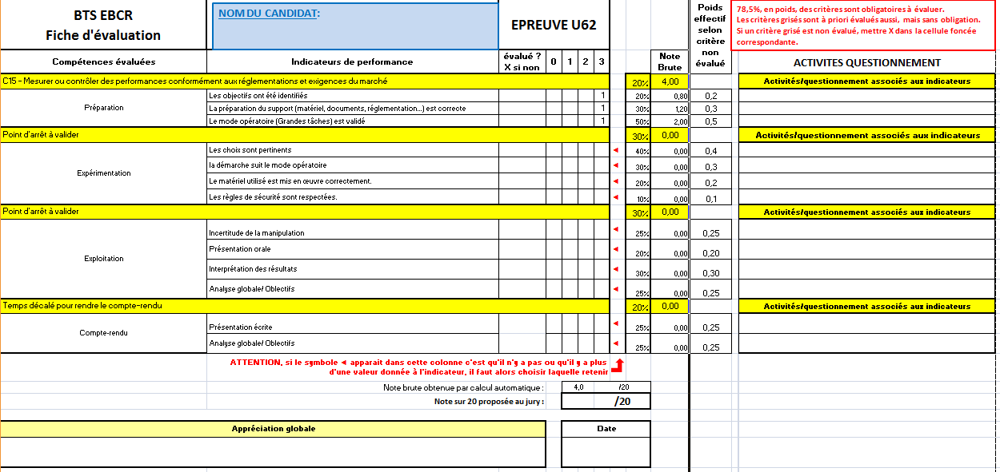 BTS EBCR
Fiche d'évaluation
NOM DU CANDIDAT:
EPREUVE U62
Poids effectif selon critère non évalué
78,5%, en poids, des critères sont obligatoires à évaluer.
Les critères grisés sont à priori évalués aussi, mais sans obligation.
Si un critère grisé est non évalué, mettre X dans la cellule foncée correspondante.
Compétences évaluées Indicateurs de performance évalué ? X si non 0 1 2 3 Note Brute ACTIVITES QUESTIONNEMENT
C15 - Mesurer ou contrôler des performances conformément aux réglementations et exigences du marché 20% 4,00 Activités/questionnement associés aux indicateurs
Préparation
Les objectifs ont été identifiés 1 20% 0,80 0,2
La préparation du support (matériel, documents, réglementation...) est correcte 1 30% 1,20 0,3
Le mode opératoire (Grandes tâches) est validé 1 50% 2,00 0,5
Point d'arrêt à valider 30% 0,00 Activités/questionnement associés aux indicateurs
Expérimentation
Les choix sont pertinents ◄ 40% 0,00 0,4
la démarche suit le mode opératoire ◄ 30% 0,00 0,3
Le matériel utilisé est mis en œuvre correctement. ◄ 20% 0,00 0,2
Les règles de sécurité sont respectées. ◄ 10% 0,00 0,1
Point d'arrêt à valider 30% 0,00 Activités/questionnement associés aux indicateurs
Exploitation
Incertitude de la manipulation ◄ 25% 0,00 0,25
Présentation orale ◄ 20% 0,00 0,20
Interprétation des résultats ◄ 30% 0,00 0,30
Analyse globale/ Objectifs ◄ 25% 0,00 0,25
Temps décalé pour rendre le compte-rendu 20% 0,00 Activités/questionnement associés aux indicateurs
Compte-rendu
Présentation écrite ◄ 25% 0,00 0,25
Analyse globale/ Objectifs ◄ 25% 0,00 0,25
ATTENTION, si le symbole ◄ apparait dans cette colonne c'est qu'il n'y a pas ou qu'il y a plus
d'une valeur donnée à l'indicateur, il faut alors choisir laquelle retenir
Note brute obtenue par calcul automatique : 4,0 /20
Note sur 20 proposée au jury : /20
Appréciation globale Date